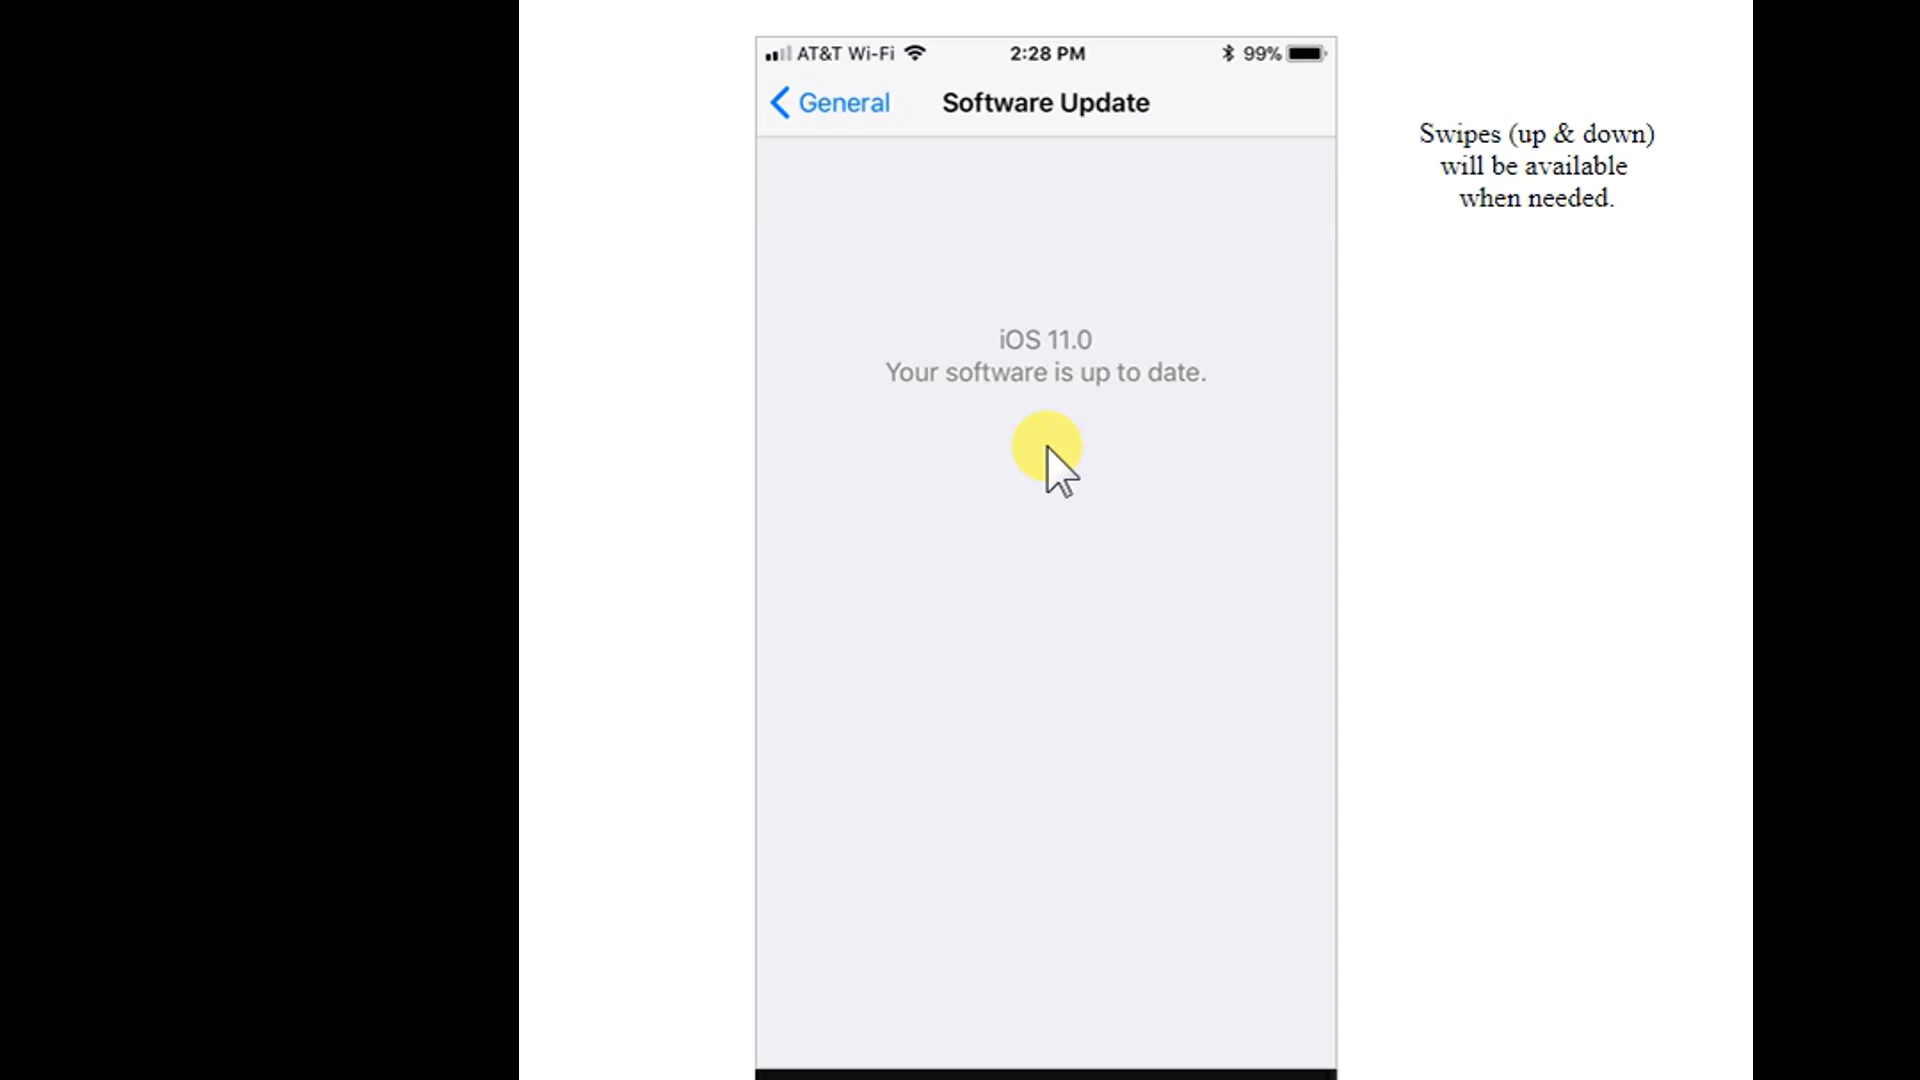 AT&T Wi-Fi 2:28 PM 99%
General Software Update
Swipes (up & down)
will be available
when needed.
iOS 11.0
Your software is up to date.